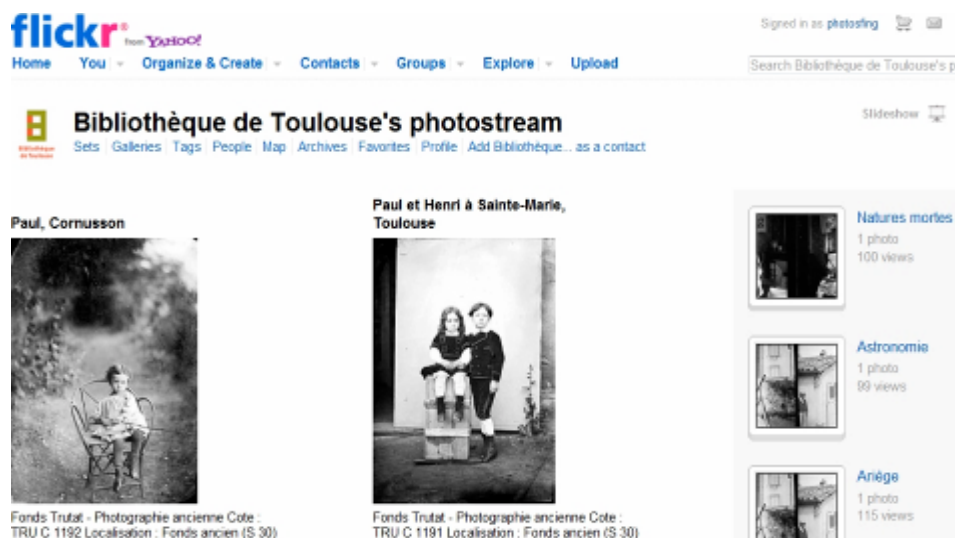 flickr from YAHOO!
Signed in as photosfing
Home You Organize & Create Contacts Groups Explore Upload
Search Bibliothèque de Toulouse's p
Bibliothèque de Toulouse's photostream
Slideshow
Sets Galleries Tags People Map Archives Favorites Profile Add Bibliothèque... as a contact
Paul, Cornusson
Paul et Henri à Sainte-Marie,
Toulouse
Fonds Trutat - Photographie ancienne Cote :
TRU C 1192 Localisation : Fonds ancien (S 30)
Fonds Trutat - Photographie ancienne Cote :
TRU C 1191 Localisation : Fonds ancien (S 30)
Natures mortes
1 photo
100 views
Astronomie
1 photo
99 views
Ariège
1 photo
115 views